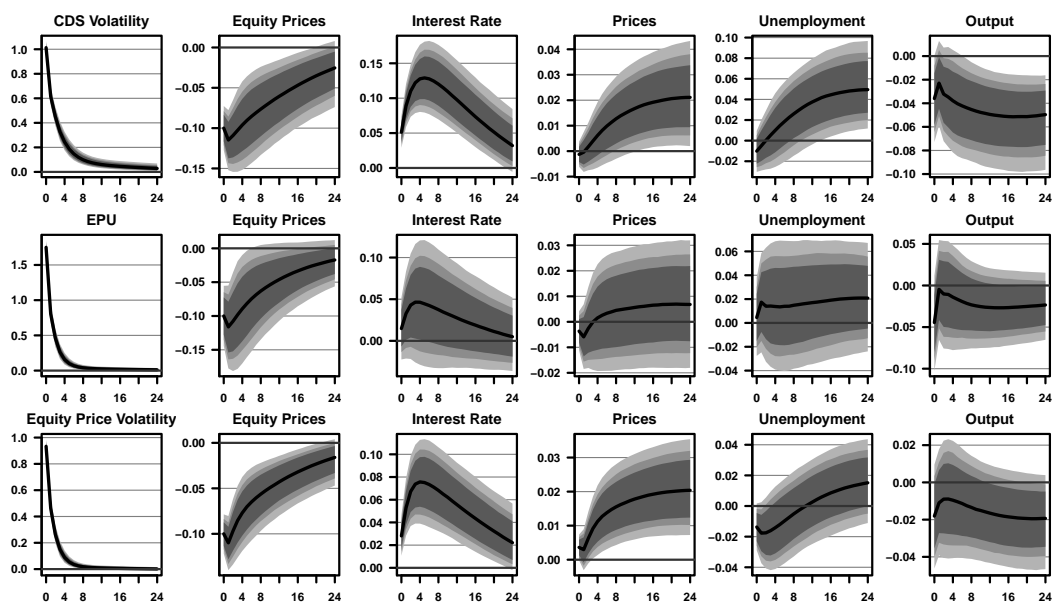 CDS Volatility Equity Prices Interest Rate Prices Unemployment Output
1.0 0.8 0.6 0.4 0.2 0.0
0.00 −0.05 −0.10 −0.15
0.15 0.10 0.05 0.00
0.04 0.03 0.02 0.01 0.00 −0.01
0.10 0.08 0.06 0.04 0.02 0.00 −0.02
0.00 −0.02 −0.04 −0.06 −0.08 −0.10
0 4 8 16 24 0 4 8 16 24 0 4 8 16 24 0 4 8 16 24 0 4 8 16 24 0 4 8 16 24
EPU Equity Prices Interest Rate Prices Unemployment Output
1.5 1.0 0.5 0.0
0.00 −0.05 −0.10 −0.15
0.10 0.05 0.00
0.03 0.02 0.01 0.00 −0.01 −0.02
0.06 0.04 0.02 0.00 −0.02 −0.04
0.05 0.00 −0.05 −0.10
0 4 8 16 24 0 4 8 16 24 0 4 8 16 24 0 4 8 16 24 0 4 8 16 24 0 4 8 16 24
Equity Price Volatility Equity Prices Interest Rate Prices Unemployment Output
1.0 0.8 0.6 0.4 0.2 0.0
0.00 −0.05 −0.10
0.10 0.08 0.06 0.04 0.02 0.00
0.03 0.02 0.01 0.00
0.04 0.02 0.00 −0.02 −0.04
0.02 0.00 −0.02 −0.04
0 4 8 16 24 0 4 8 16 24 0 4 8 16 24 0 4 8 16 24 0 4 8 16 24 0 4 8 16 24